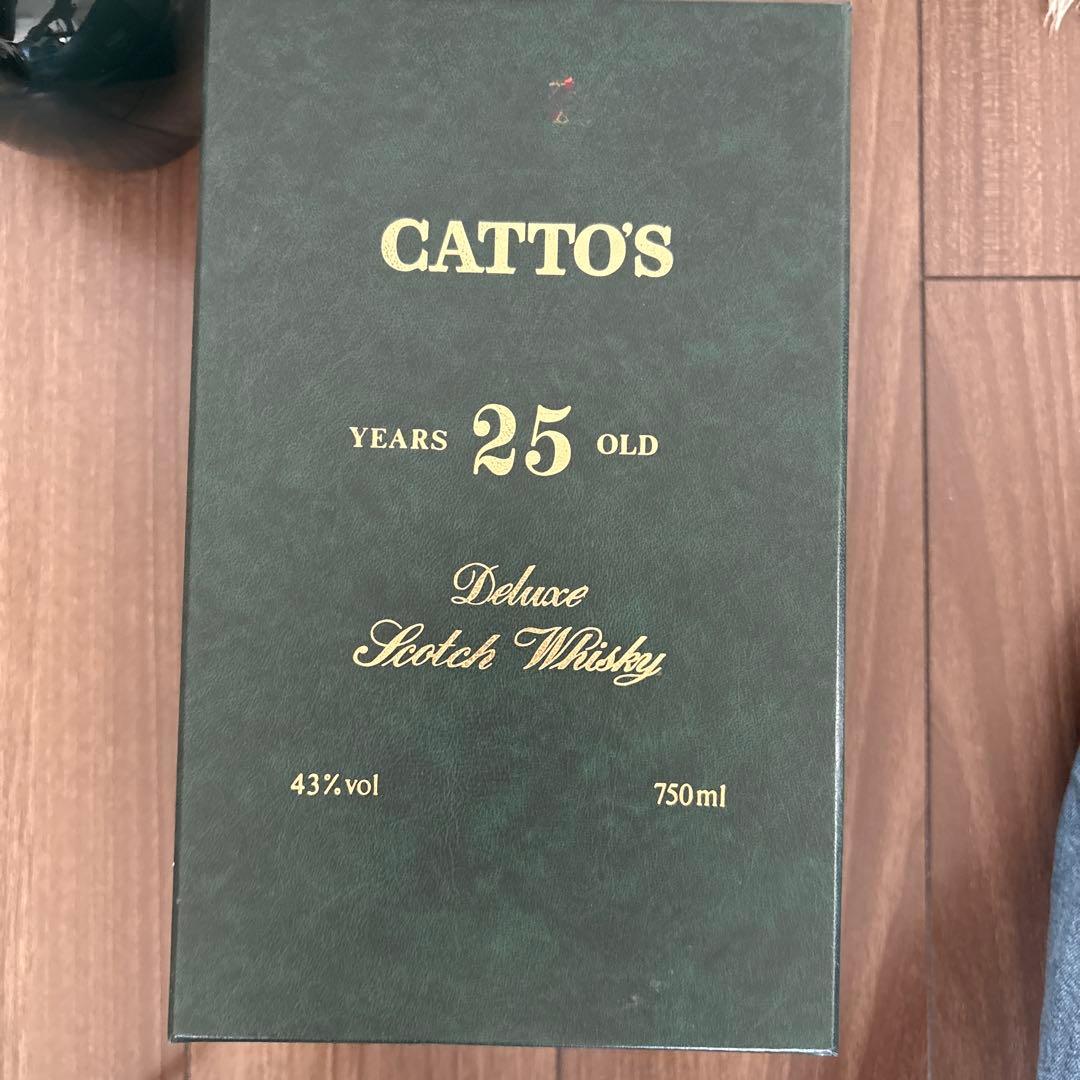 CATTO'S
YEARS 25 OLD
Deluxe
Scotch Whisky
43% vol 750ml